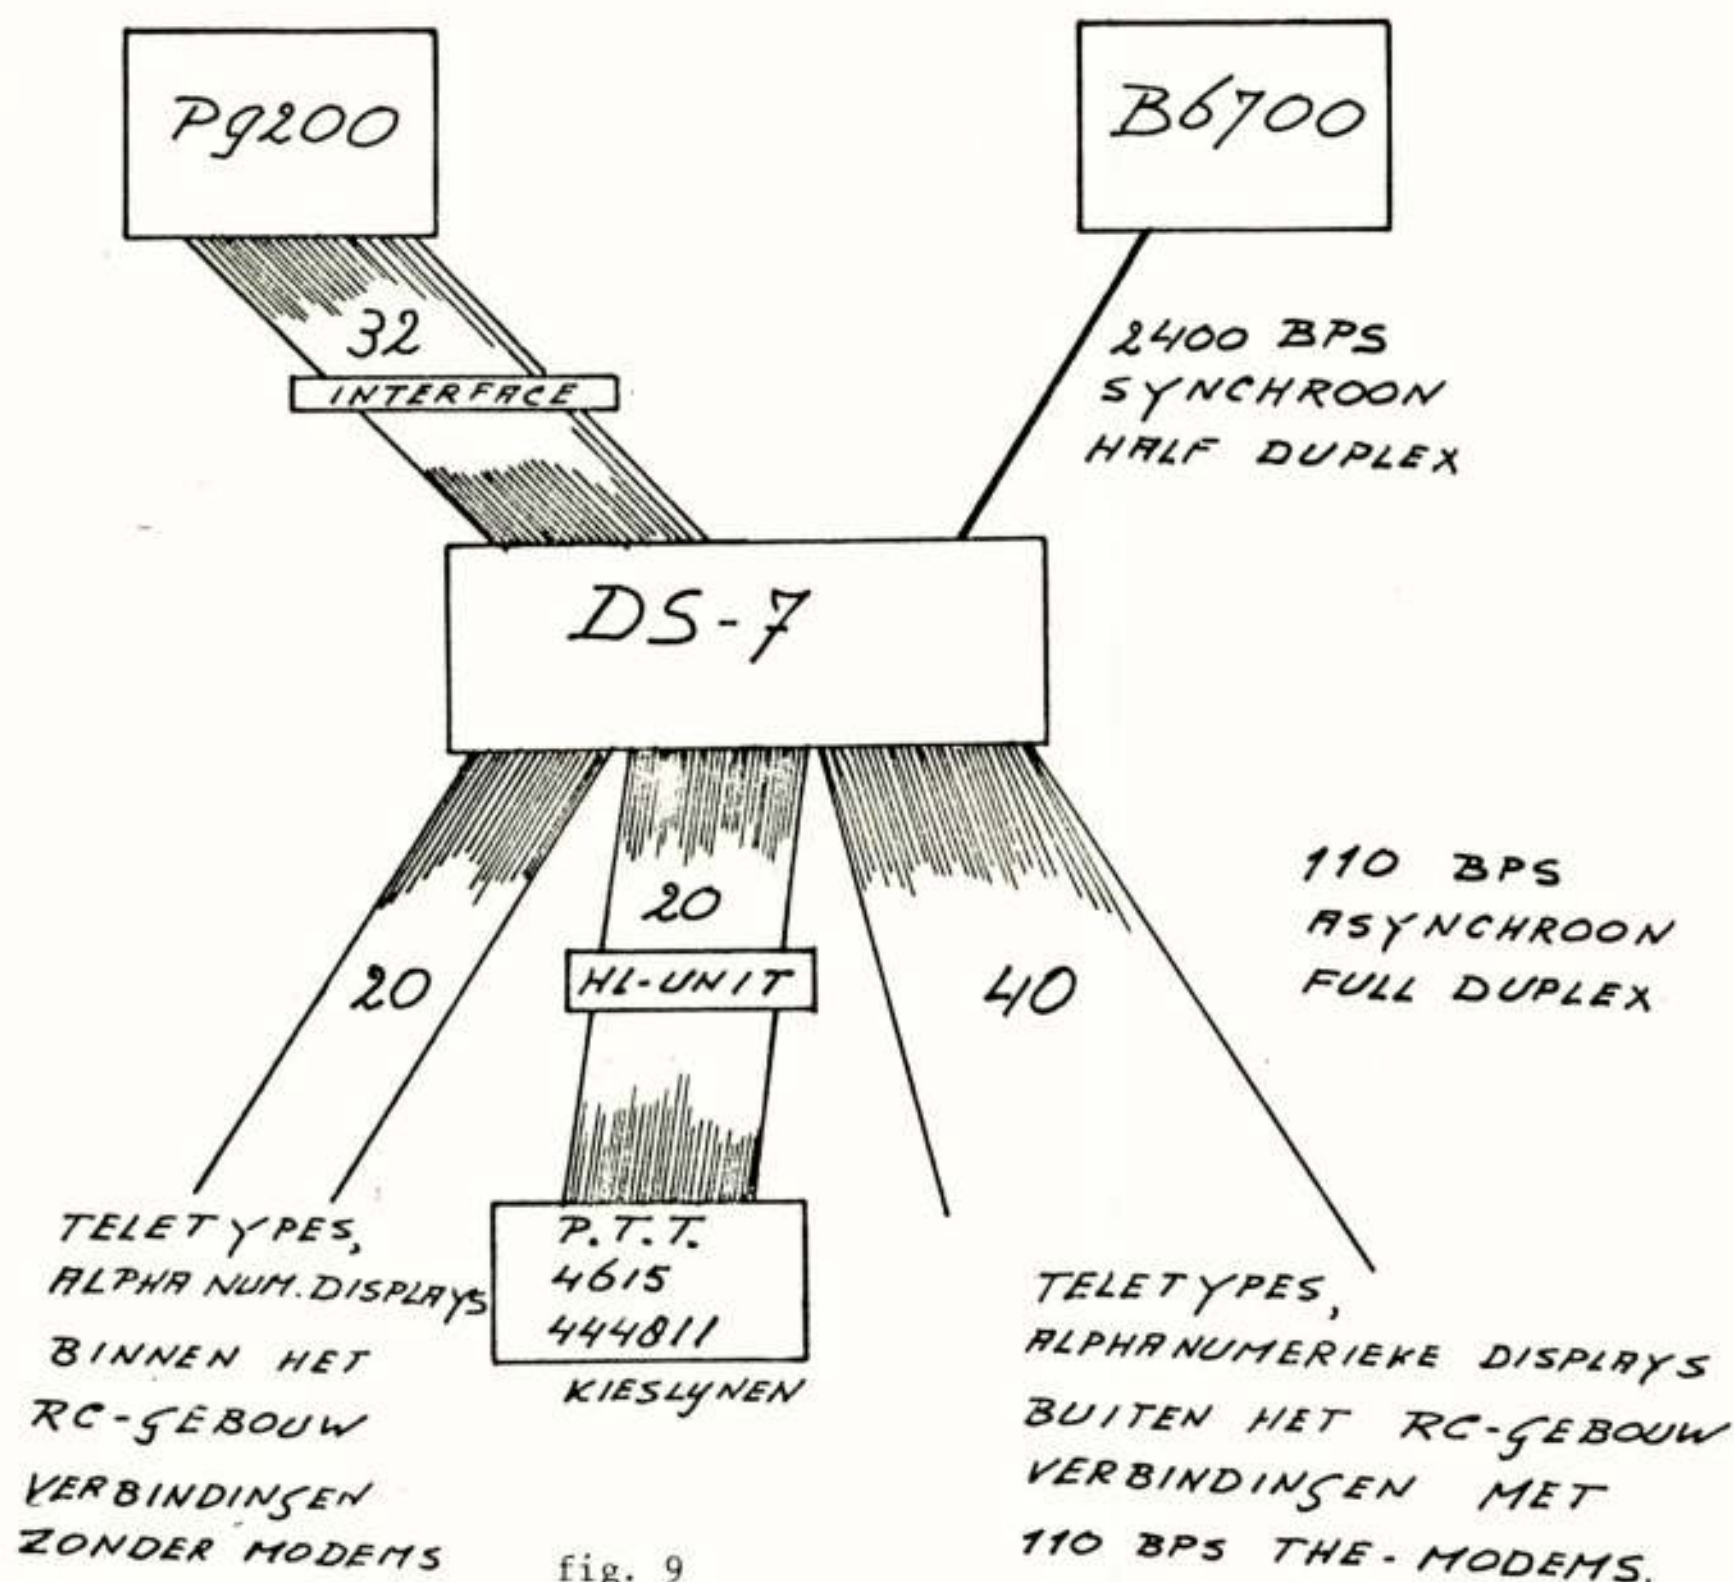 P9200
B6700
32
INTERFACE
2400 BPS
SYNCHROON
HALF DUPLEX
DS-7
20
20
HL-UNIT
40
110 BPS
ASYNCHROON
FULL DUPLEX
TELETYPES,
ALPHA NUM. DISPLAYS
BINNEN HET
RC-GEBOUW
VERBINDINGEN
ZONDER MODEMS
P.T.T.
4615
444811
KIESLYNEN
TELETYPES,
ALPHANUMERIEKE DISPLAYS
BUITEN HET RC-GEBOUW
VERBINDINGEN MET
110 BPS THE-MODEMS.
fig. 9